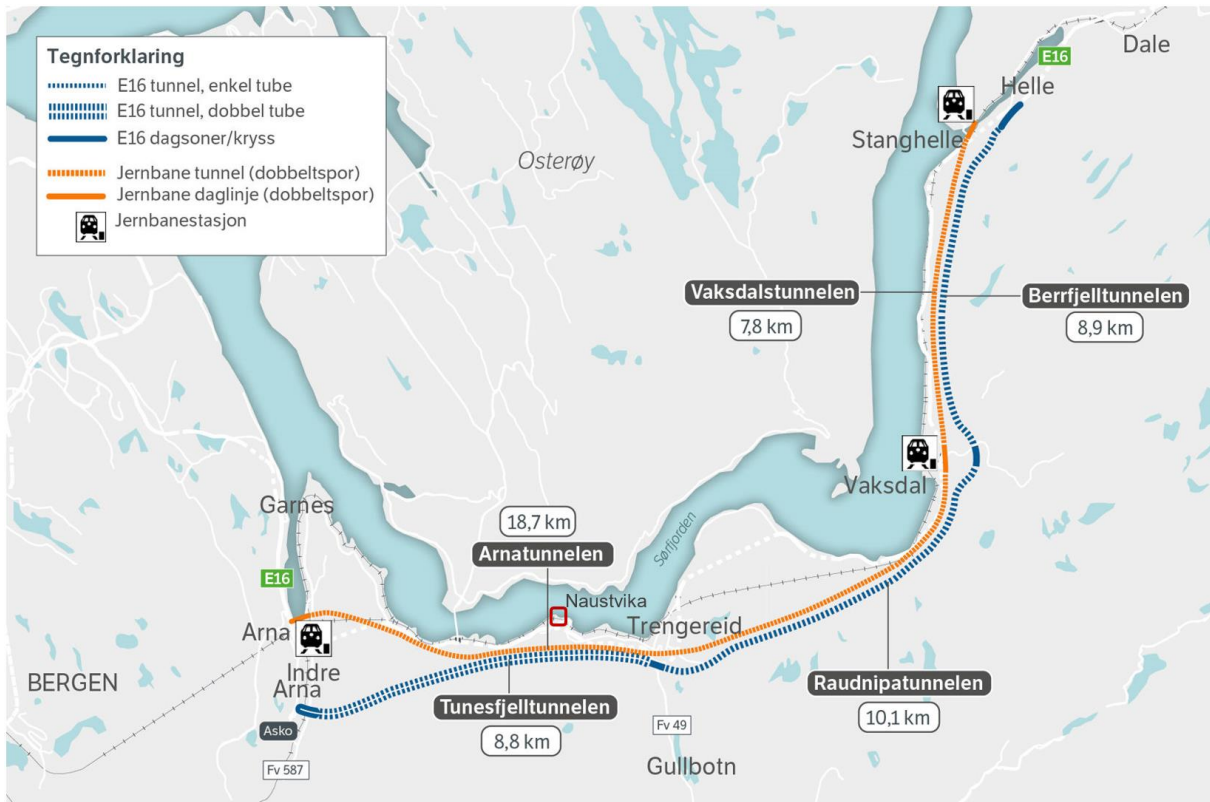 Tegnforklaring
E16 tunnel, enkel tube
E16 tunnel, dobbel tube
E16 dagsoner/kryss
Jernbane tunnel (dobbeltspor)
Jernbane daglinje (dobbeltspor)
Jernbanestasjon
Dale
E16
Helle
Stanghelle
Osterøy
Vaksdalstunnelen
7,8 km
Berrfjelltunnelen
8,9 km
Vaksdal
Garnes
18,7 km
Arnatunnelen
Sørfjorden
E16
Naustvika
Arna
Trengereid
Indre
Arna
BERGEN
Raudnipatunnelen
10,1 km
Tunesfjelltunnelen
8,8 km
Asko
Fv 49
Fv 587
Gullbotn